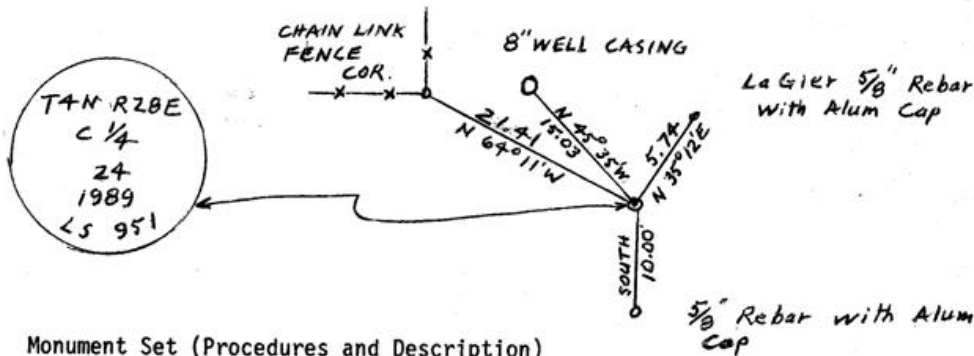 CHAIN LINK
FENCE
COR.
8" WELL CASING
LaGier 5/8" Rebar
With Alum Cap
T4N R28E
C 1/4
24
1989
LS 951
21.41
N 64° 11' W
N 45° 35' W
15.03
5.74
N 35° 12' E
SOUTH
10.00'
5/8" Rebar with Alum
Cap
Monument Set (Procedures and Description)